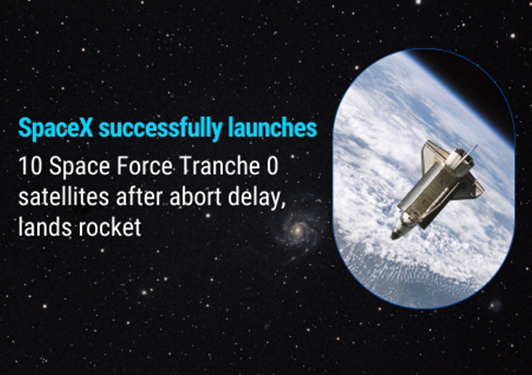 SpaceX successfully launches
10 Space Force Tranche 0
satellites after abort delay,
lands rocket